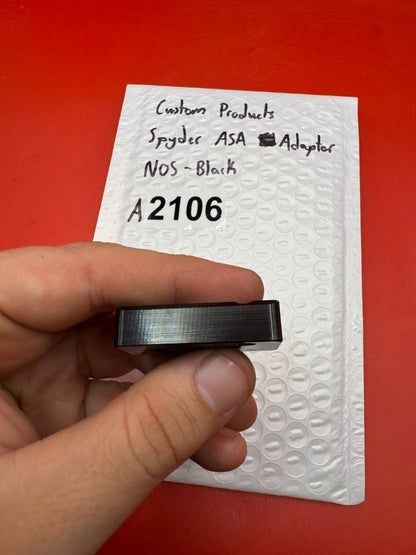 Custom Products
Spyder ASA Adaptor
NOS-Black
A2106